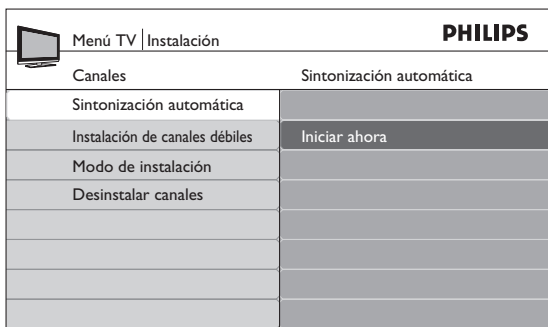 Menú TV | Instalación
PHILIPS
Canales
Sintonización automática
Sintonización automática
Instalación de canales débiles
Iniciar ahora
Modo de instalación
Desinstalar canales